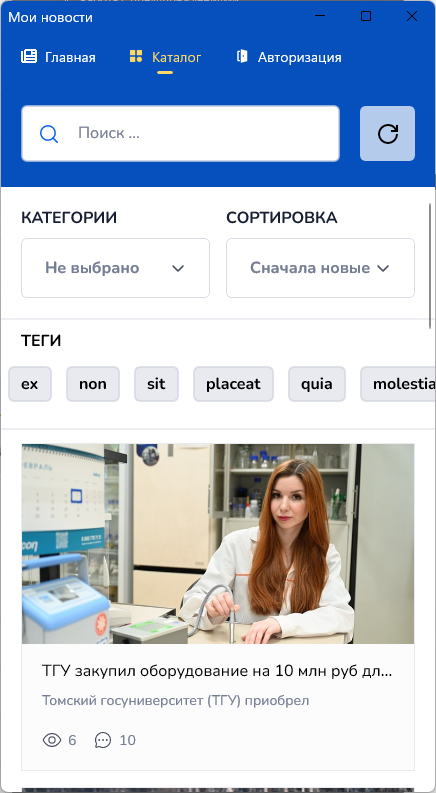 Мои новости
Главная
Каталог
Авторизация
Поиск ...
КАТЕГОРИИ
СОРТИРОВКА
Не выбрано
Сначала новые
ТЕГИ
ex
non
sit
placeat
quia
molestia
ФЕВРАЛЬ
ТГУ закупил оборудование на 10 млн руб дл...
Томский госуниверситет (ТГУ) приобрел
6
10